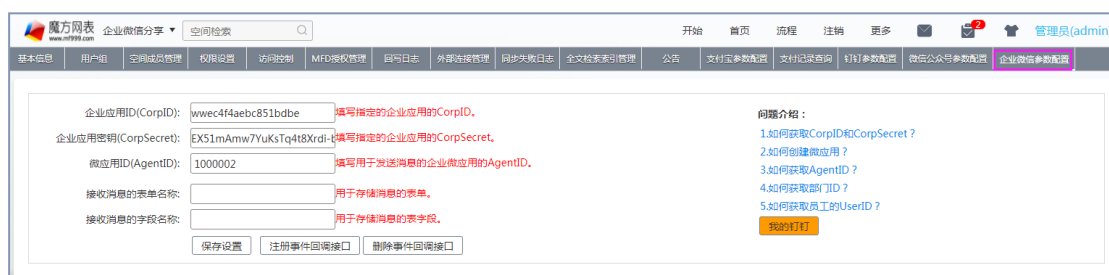 魔方网表 企业微信分享 ▼ 空间检索 开始 首页 流程 注销 更多 2 管理员(admin
www.mf999.com
基本信息 用户组 空间成员管理 权限设置 访问控制 MFD授权管理 回写日志 外部连接管理 同步失败日志 全文检索索引管理 公告 支付宝参数配置 支付记录查询 钉钉参数配置 微信公众号参数配置 企业微信参数配置
企业应用ID(CorpID): wwec4f4aebc851bdbe 填写指定的企业应用的CorpID。
企业应用密钥(CorpSecret): EX51mAmw7YuKsTq4t8Xrdi-t 填写指定的企业应用的CorpSecret。
微应用ID(AgentID): 1000002 填写用于发送消息的企业微应用的AgentID。
接收消息的表单名称: 用于存储消息的表单。
接收消息的字段名称: 用于存储消息的表字段。
保存设置 注册事件回调接口 删除事件回调接口
问题介绍：
1.如何获取CorpID和CorpSecret？
2.如何创建微应用？
3.如何获取AgentID？
4.如何获取部门ID？
5.如何获取员工的UserID？
我的钉钉